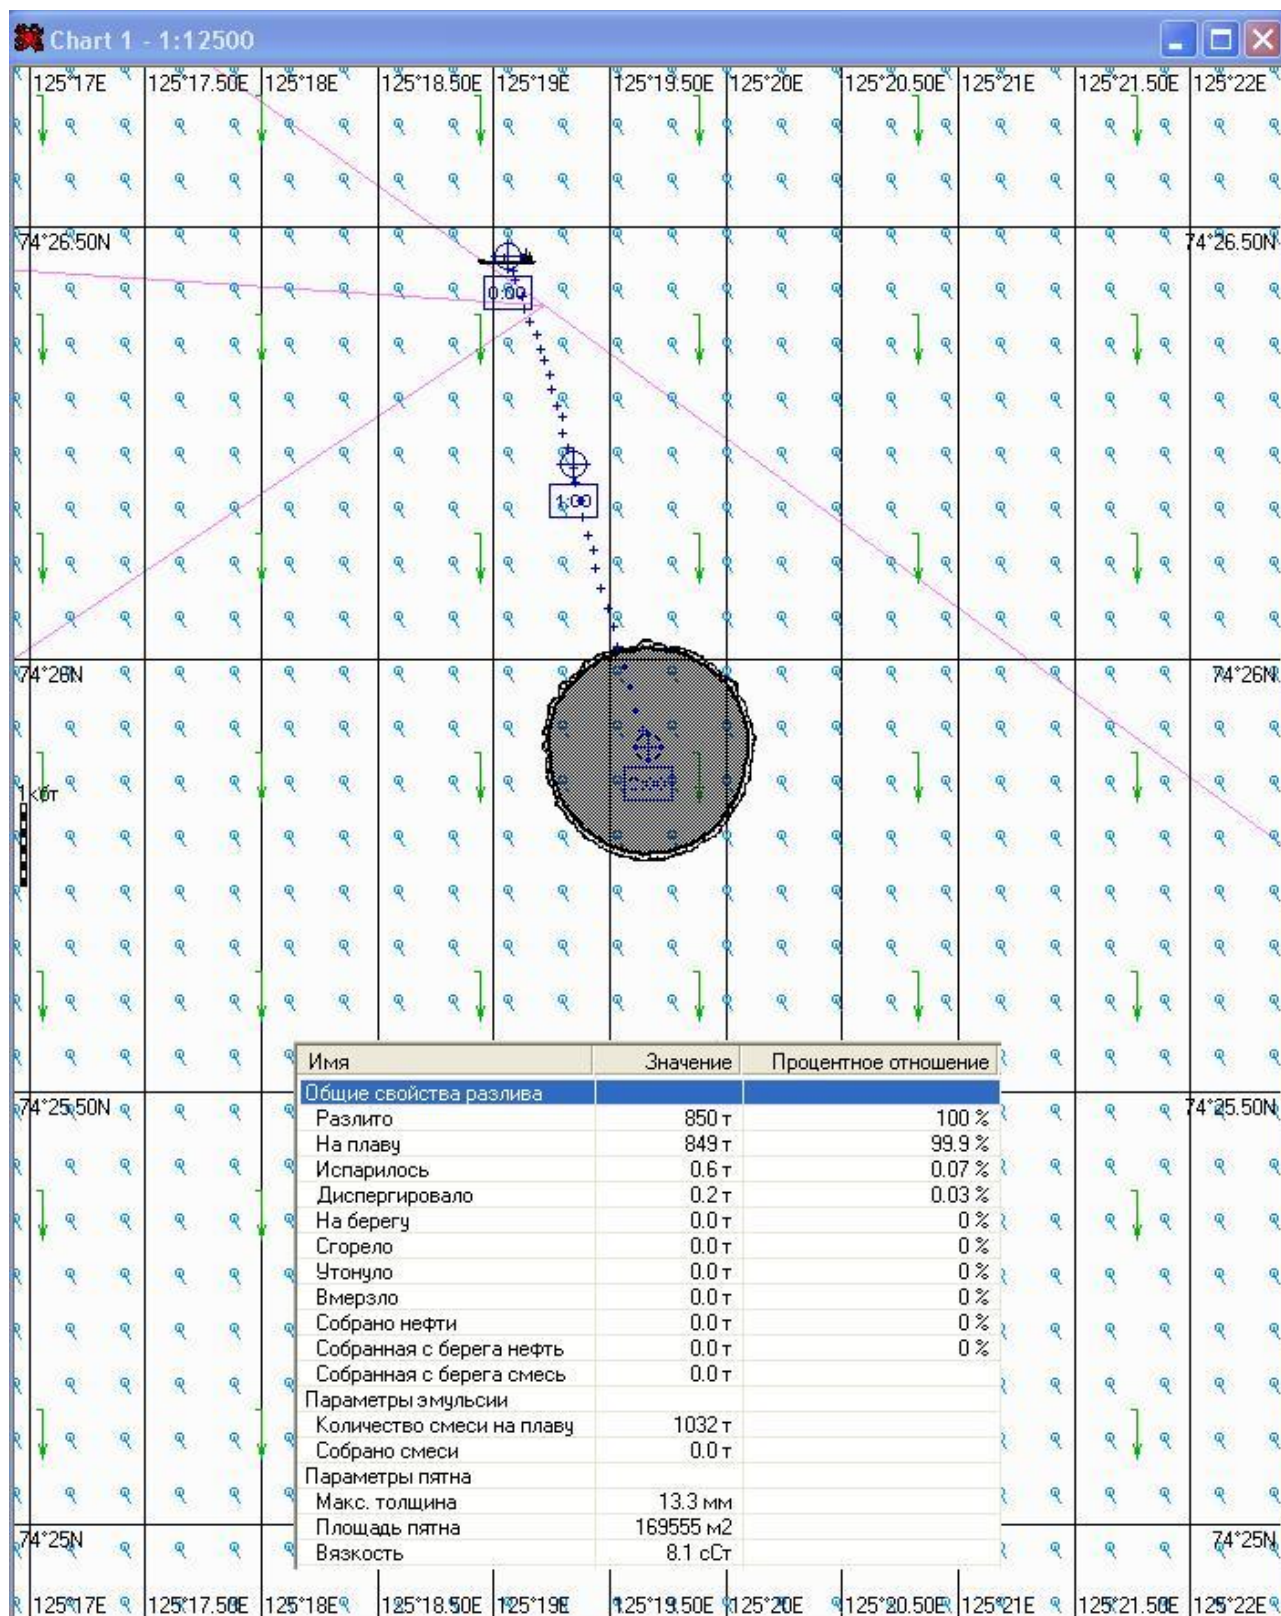 Chart 1 - 1:12500
125°17E 125°17.50E 125°18E 125°18.50E 125°19E 125°19.50E 125°20E 125°20.50E 125°21E 125°21.50E 125°22E
74°26.50N 74°26.50N
0:00
1:00
74°26N 74°26N
2:00
1кбт
Имя Значение Процентное отношение
Общие свойства разлива
74°25.50N 74°25.50N
Разлито 850 т 100 %
На плаву 849 т 99.9 %
Испарилось 0.6 т 0.07 %
Диспергировало 0.2 т 0.03 %
На берегу 0.0 т 0 %
Сгорело 0.0 т 0 %
Утонуло 0.0 т 0 %
Вмерзло 0.0 т 0 %
Собрано нефти 0.0 т 0 %
Собранная с берега нефть 0.0 т 0 %
Собранная с берега смесь 0.0 т
Параметры эмульсии
Количество смеси на плаву 1032 т
Собрано смеси 0.0 т
Параметры пятна
Макс. толщина 13.3 мм
Площадь пятна 169555 м2
74°25N 74°25N
Вязкость 8.1 сСт
125°17E 125°17.50E 125°18E 125°18.50E 125°19E 125°19.50E 125°20E 125°20.50E 125°21E 125°21.50E 125°22E